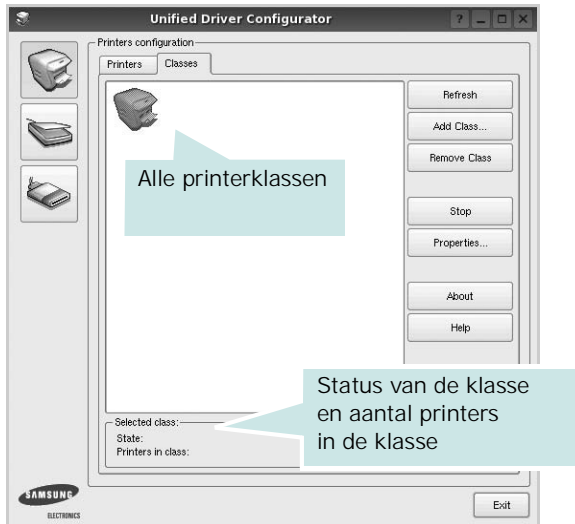 Unified Driver Configurator
Printers configuration
Printers Classes
Refresh
Add Class...
Remove Class
Alle printerklassen
Stop
Properties...
About
Help
Status van de klasse
en aantal printers
in de klasse
Selected class:
State:
Printers in class:
SAMSUNG
ELECTRONICS
Exit